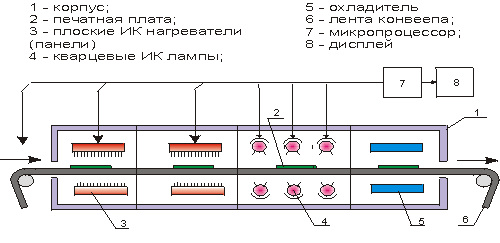 1 – корпус;
2 – печатная плата;
3 – плоские ИК нагреватели
(панели)
4 – кварцевые ИК лампы;
5 – охладитель
6 – лента конвеепа;
7 – микропроцессор;
8 – дисплей
7
8
1
2
3
4
5
6